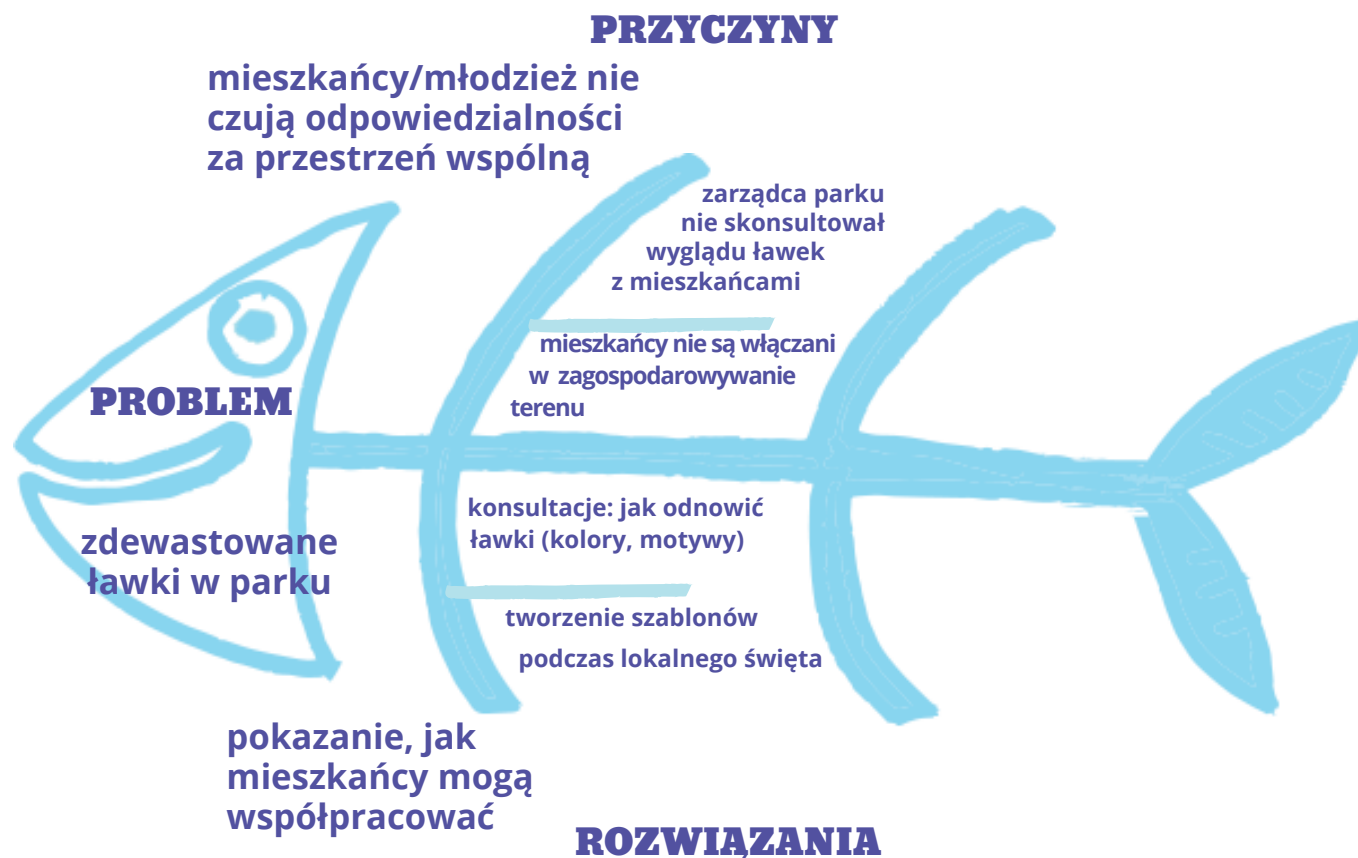 PRZYCZYNY
mieszkańcy/młodzież nie
czują odpowiedzialności
za przestrzeń wspólną
zarządca parku
nie skonsultował
wyglądu ławek
z mieszkańcami
mieszkańcy nie są włączani
w zagospodarowywanie
terenu
PROBLEM
zdewastowane
ławki w parku
konsultacje: jak odnowić
ławki (kolory, motywy)
tworzenie szablonów
podczas lokalnego święta
pokazanie, jak
mieszkańcy mogą
współpracować
ROZWIĄZANIA